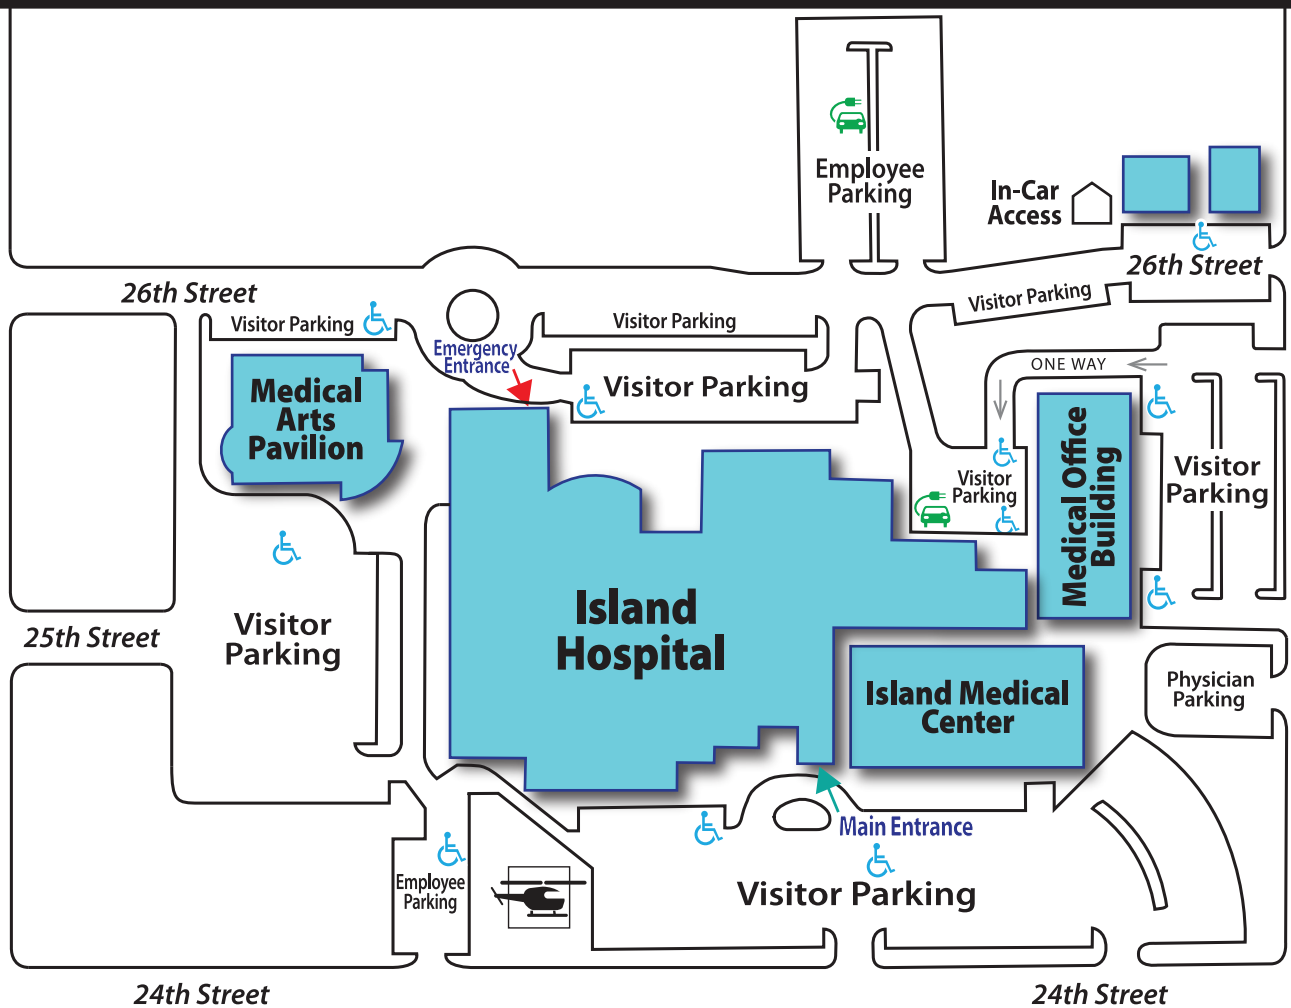 Employee
Parking
In-Car
Access
26th Street
26th Street
Visitor Parking
Visitor Parking
Visitor Parking
Visitor Parking
Emergency
Entrance
ONE WAY
Visitor Parking
Medical
Arts
Pavilion
Medical Office
Building
Visitor
Parking
Visitor
Parking
Island
Hospital
25th Street
Visitor
Parking
Island Medical
Center
Physician
Parking
Main Entrance
Employee
Parking
Visitor Parking
24th Street
24th Street